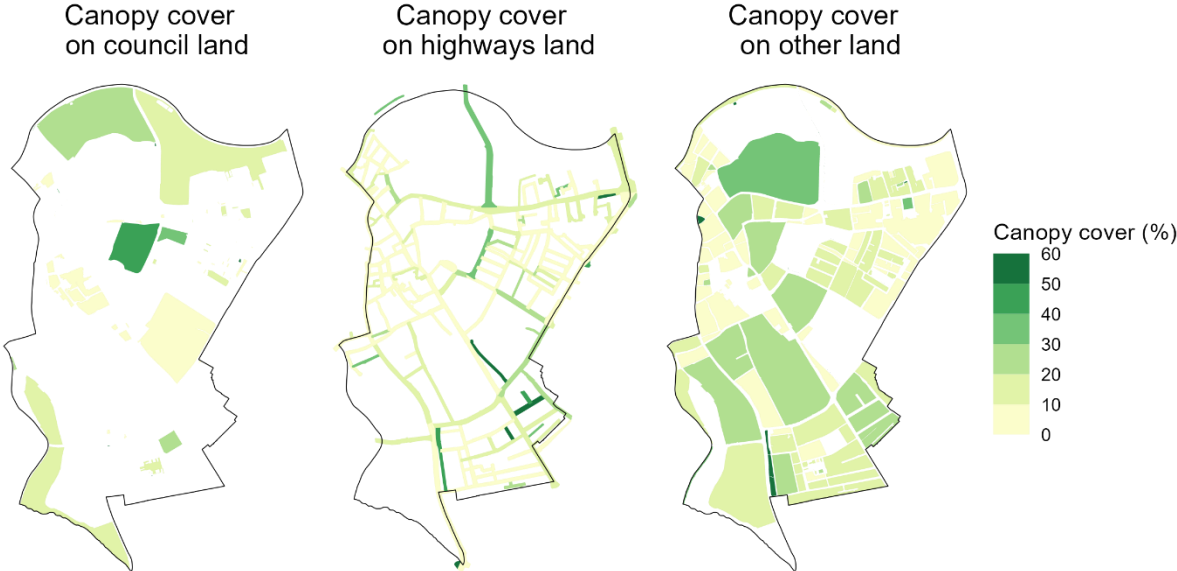 Canopy cover
on council land
Canopy cover
on highways land
Canopy cover
on other land
Canopy cover (%)
60
50
40
30
20
10
0